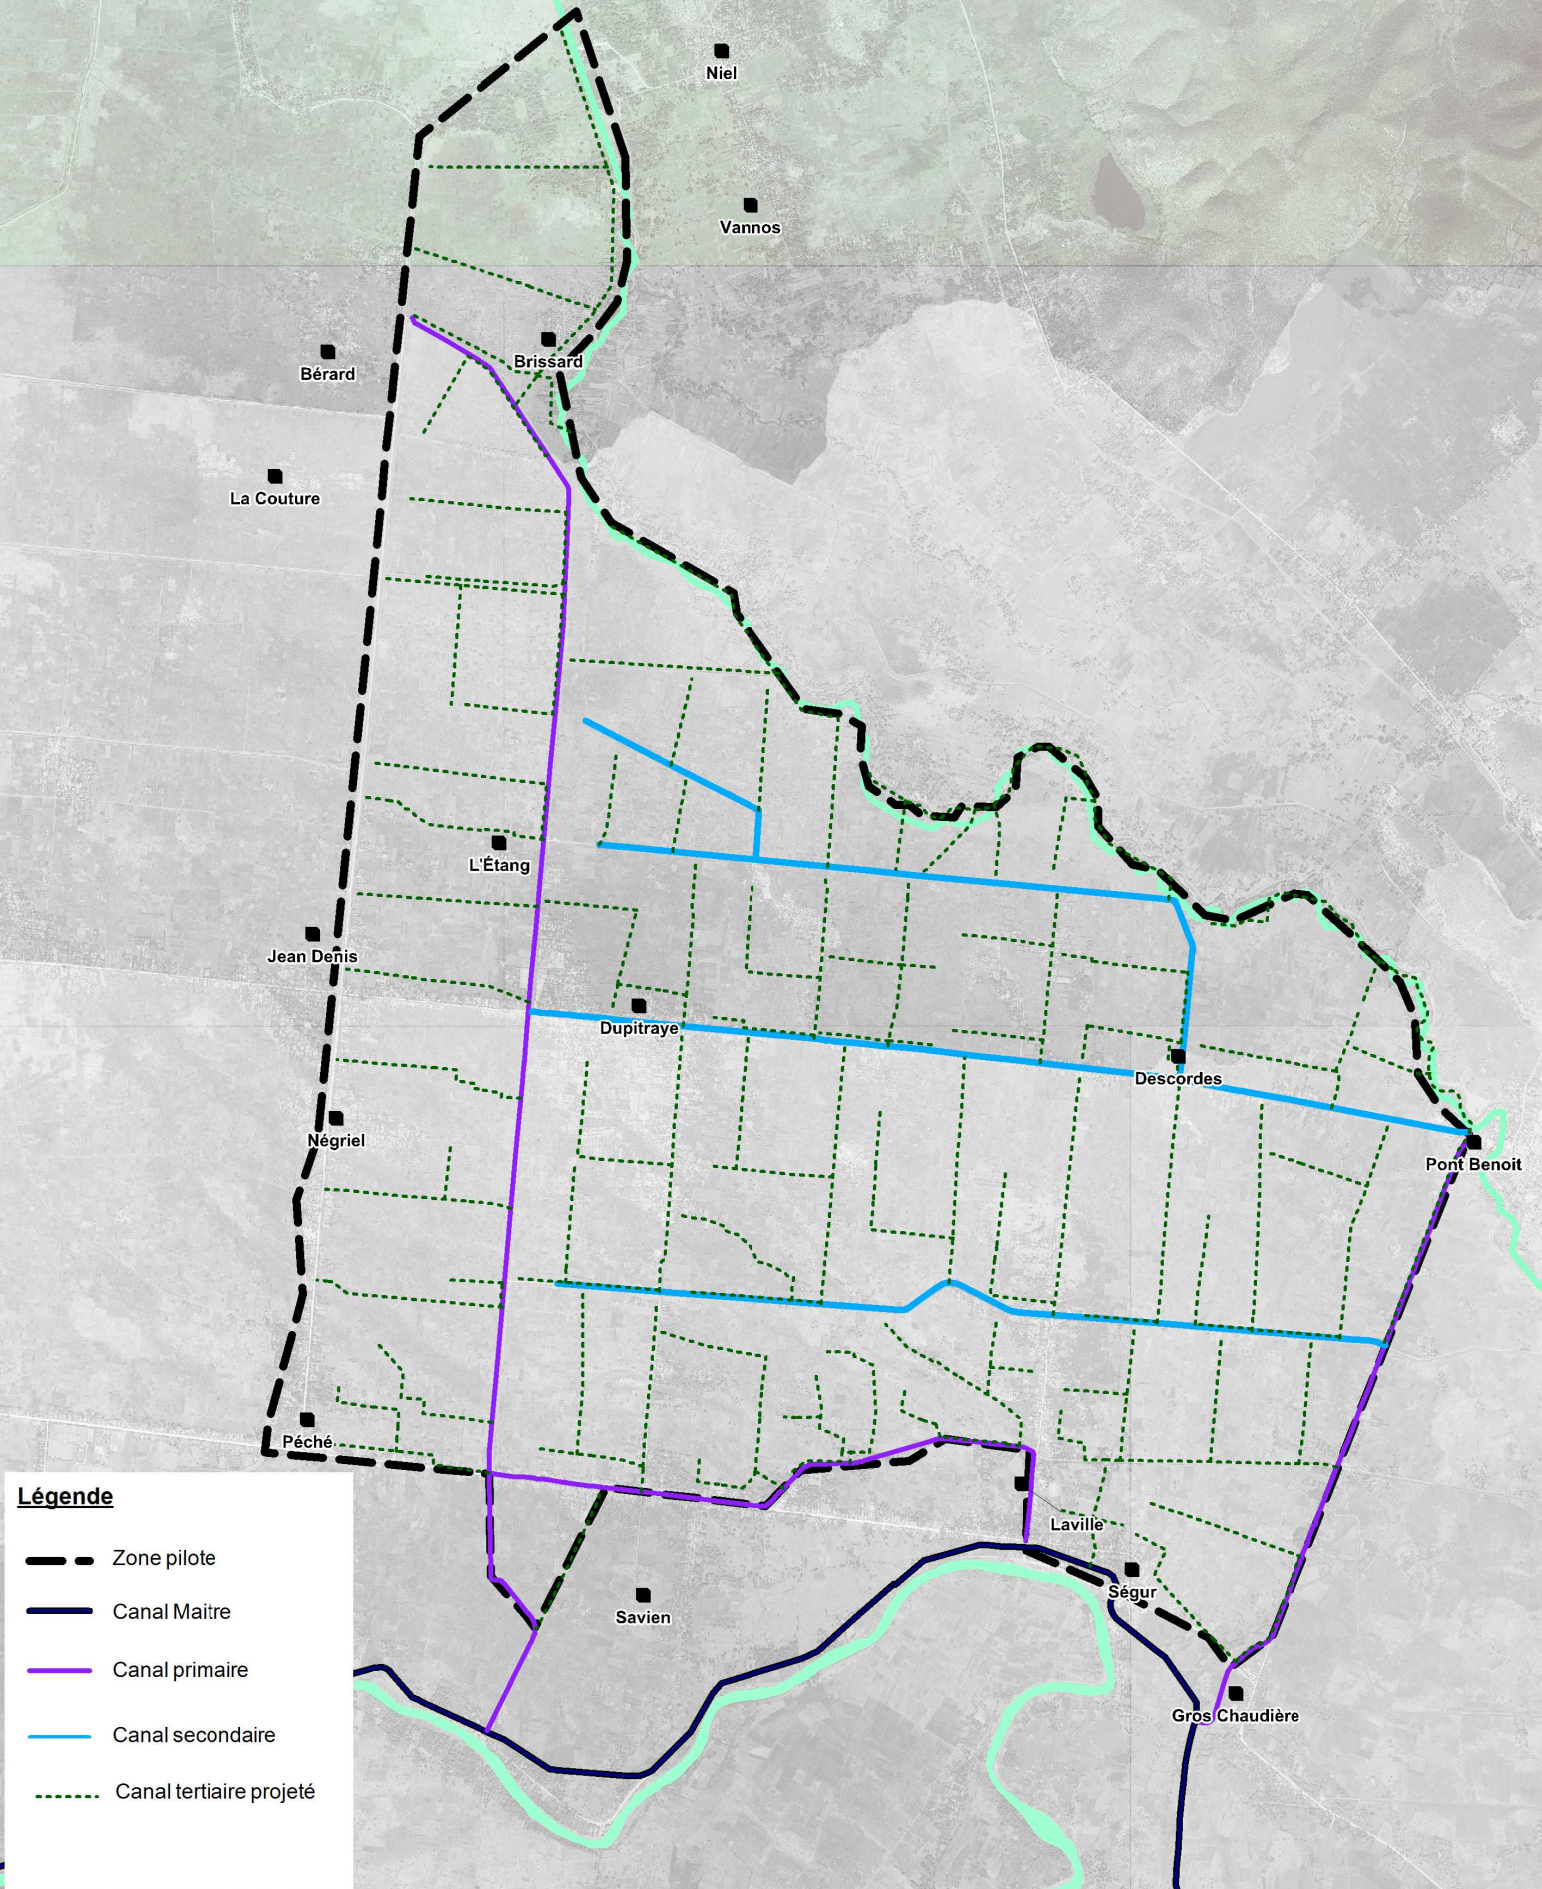 Niel
Vannos
Brissard
Bérard
La Couture
L'Étang
Jean Denis
Dupitraye
Descordes
Négriel
Pont Benoit
Péché
Laville
Ségur
Savien
Gros Chaudière
Légende
Zone pilote
Canal Maitre
Canal primaire
Canal secondaire
Canal tertiaire projeté